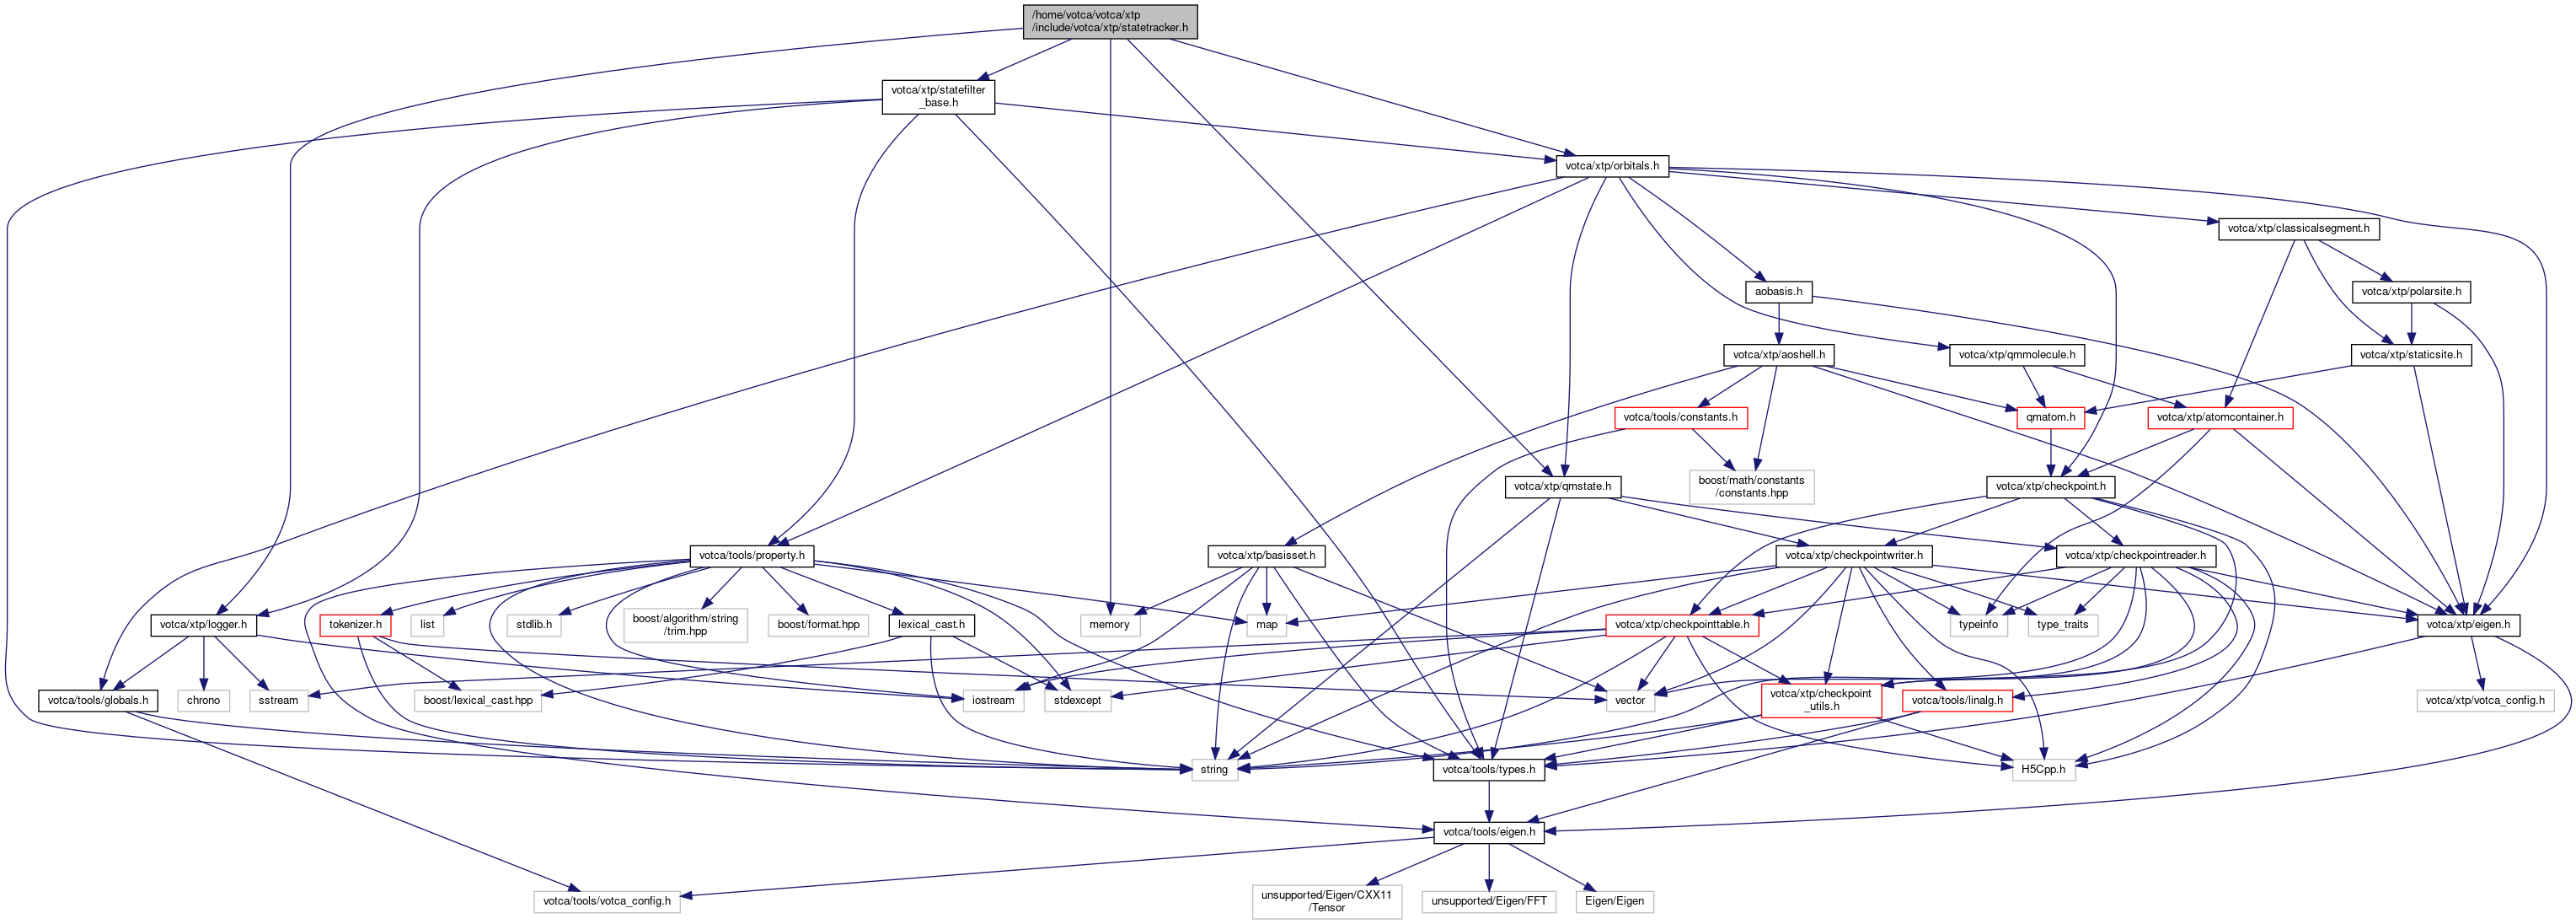 /home/votca/votca/xtp
/include/votca/xtp/statetracker.h
votca/xtp/statefilter
_base.h
votca/xtp/orbitals.h
votca/xtp/classicalsegment.h
aobasis.h
votca/xtp/polarsite.h
votca/xtp/aoshell.h
votca/xtp/qmmolecule.h
votca/xtp/staticsite.h
votca/tools/constants.h
qmatom.h
votca/xtp/atomcontainer.h
votca/xtp/qmstate.h
boost/math/constants
/constants.hpp
votca/xtp/checkpoint.h
votca/tools/property.h
votca/xtp/basisset.h
votca/xtp/checkpointwriter.h
votca/xtp/checkpointreader.h
votca/xtp/logger.h
tokenizer.h
list
stdlib.h
boost/algorithm/string
/trim.hpp
boost/format.hpp
lexical_cast.h
memory
map
votca/xtp/checkpointtable.h
typeinfo
type_traits
votca/xtp/eigen.h
votca/tools/globals.h
chrono
sstream
boost/lexical_cast.hpp
iostream
stdexcept
vector
votca/xtp/checkpoint
_utils.h
votca/tools/linalg.h
votca/xtp/votca_config.h
string
votca/tools/types.h
H5Cpp.h
votca/tools/eigen.h
votca/tools/votca_config.h
unsupported/Eigen/CXX11
/Tensor
unsupported/Eigen/FFT
Eigen/Eigen